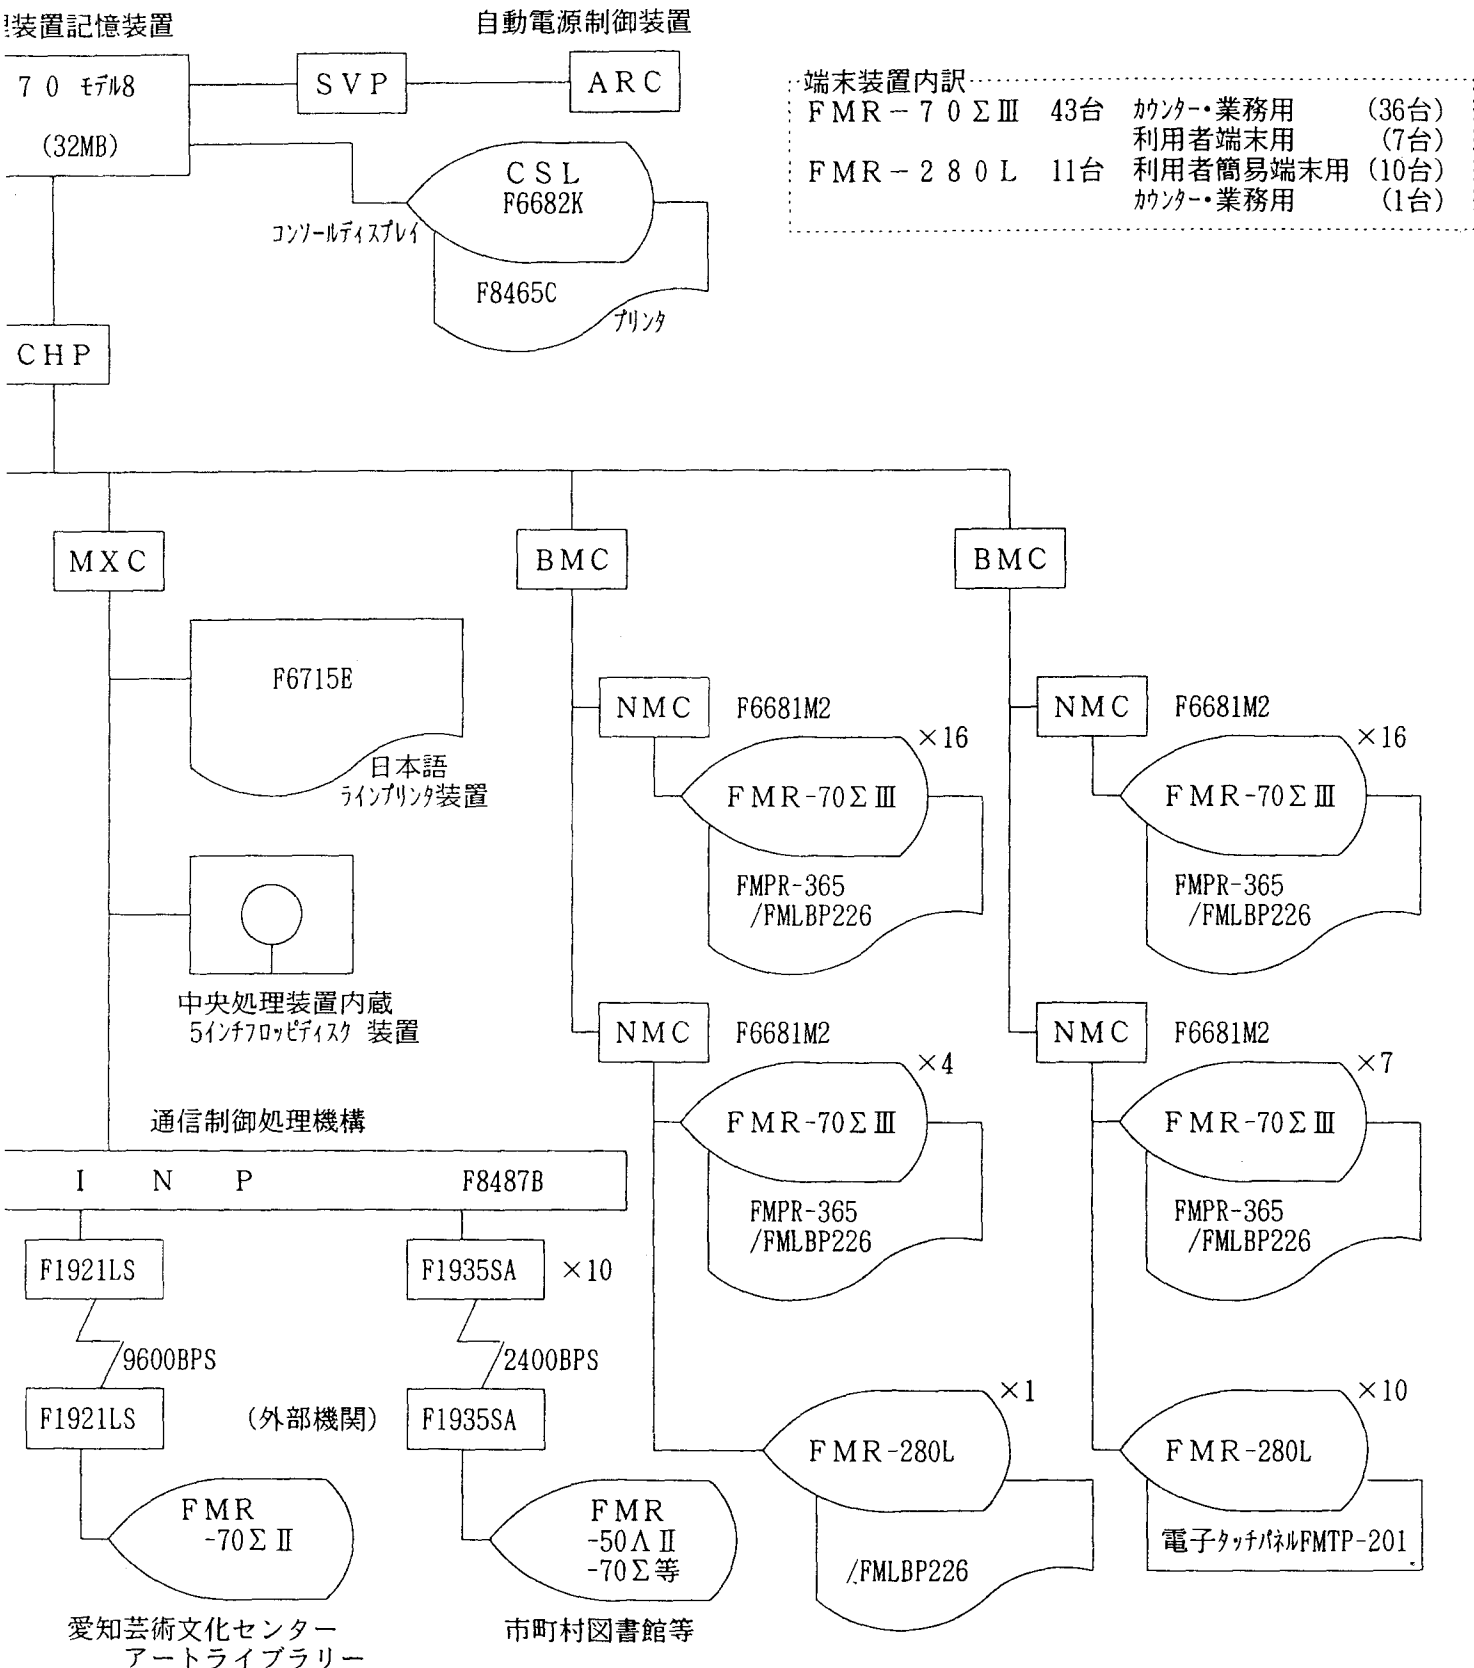 装置記憶装置
自動電源制御装置
70 モデル8
(32MB)
SVP
ARC
端末装置内訳
FMR-70ΣⅢ 43台 カウンター・業務用 (36台)
利用者端末用 (7台)
FMR-280L 11台 利用者簡易端末用 (10台)
カウンター・業務用 (1台)
CSL
F6682K
コンソールディスプレイ
F8465C
プリンタ
CHP
MXC
BMC
BMC
F6715E
日本語
ラインプリンタ装置
NMC F6681M2
×16
FMR-70ΣⅢ
FMPR-365
/FMLBP226
NMC F6681M2
×16
FMR-70ΣⅢ
FMPR-365
/FMLBP226
中央処理装置内蔵
5インチフロッピディスク 装置
NMC F6681M2
×4
FMR-70ΣⅢ
FMPR-365
/FMLBP226
NMC F6681M2
×7
FMR-70ΣⅢ
FMPR-365
/FMLBP226
通信制御処理機構
I N P F8487B
F1921LS
F1935SA ×10
9600BPS
2400BPS
F1921LS
(外部機関)
F1935SA
×1
FMR-280L
/FMLBP226
×10
FMR-280L
電子タッチパネルFMTP-201
FMR
-70ΣⅡ
FMR
-50ΛⅡ
-70Σ等
愛知芸術文化センター
アートライブラリー
市町村図書館等